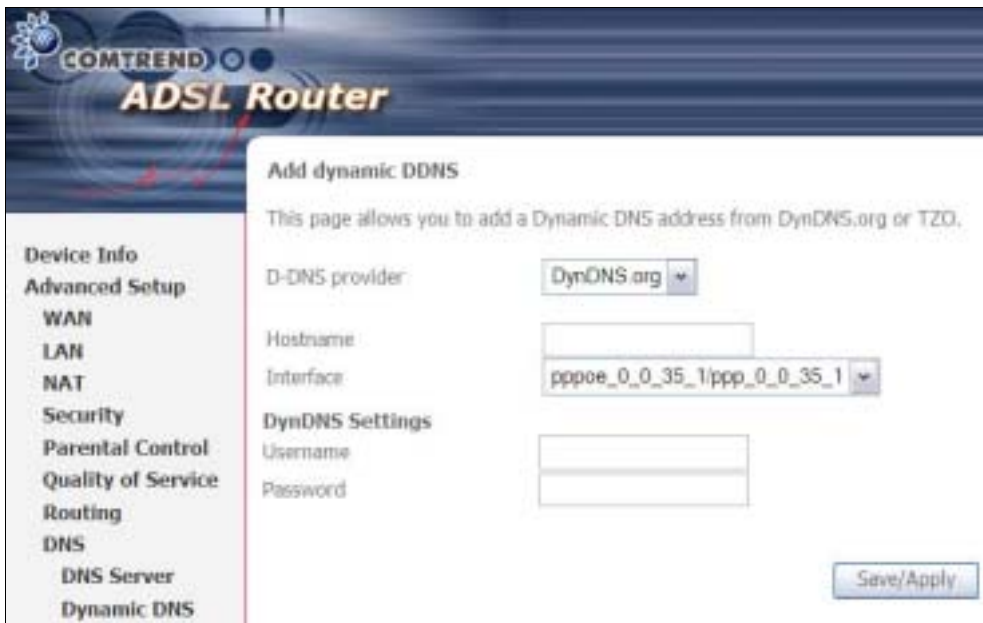 COMTREND
ADSL Router
Add dynamic DDNS
This page allows you to add a Dynamic DNS address from DynDNS.org or TZO.
D-DNS provider
DynDNS.org
Hostname
Interface
pppoe_0_0_35_1/ppp_0_0_35_1
DynDNS Settings
Username
Password
Save/Apply
Device Info
Advanced Setup
WAN
LAN
NAT
Security
Parental Control
Quality of Service
Routing
DNS
DNS Server
Dynamic DNS